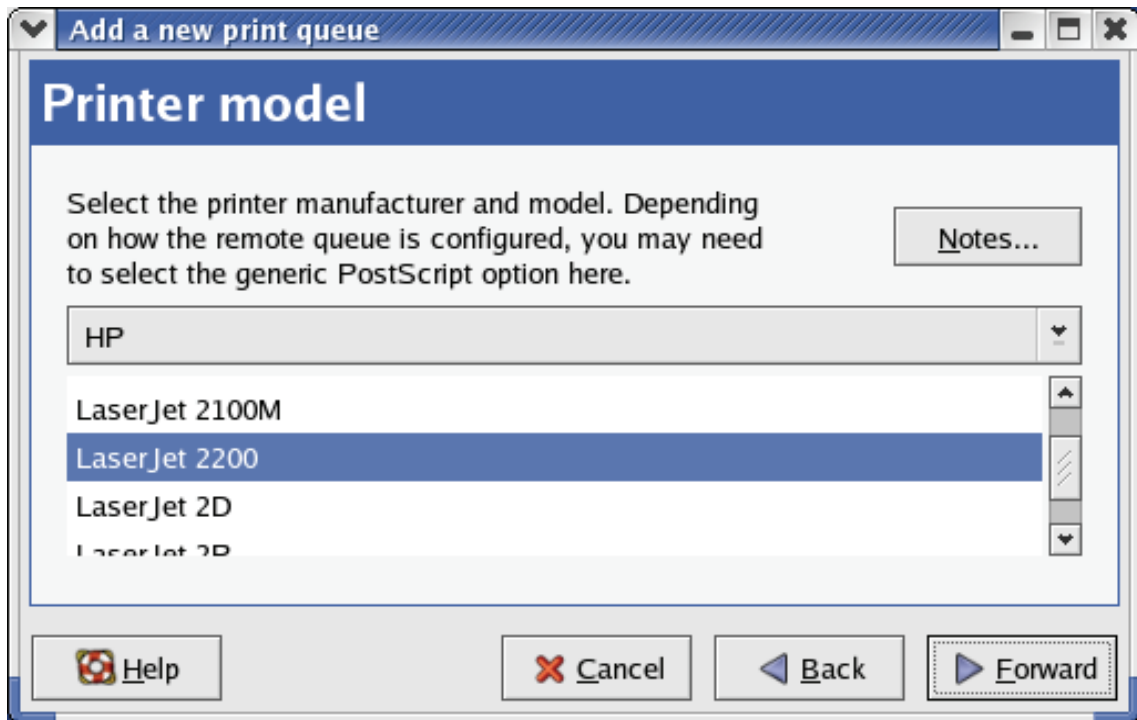 Add a new print queue
Printer model
Select the printer manufacturer and model. Depending
on how the remote queue is configured, you may need
to select the generic PostScript option here.
Notes...
HP
LaserJet 2100M
LaserJet 2200
LaserJet 2D
LaserJet
Help
Cancel
Back
Forward